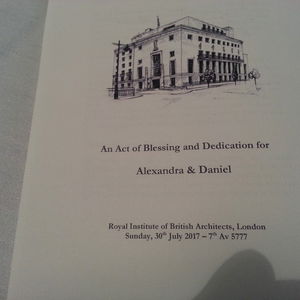 An Act of Blessing and Dedication for
Alexandra & Daniel
Royal Institute of British Architects, London
Sunday, 30th July 2017 – 7th Av 5777